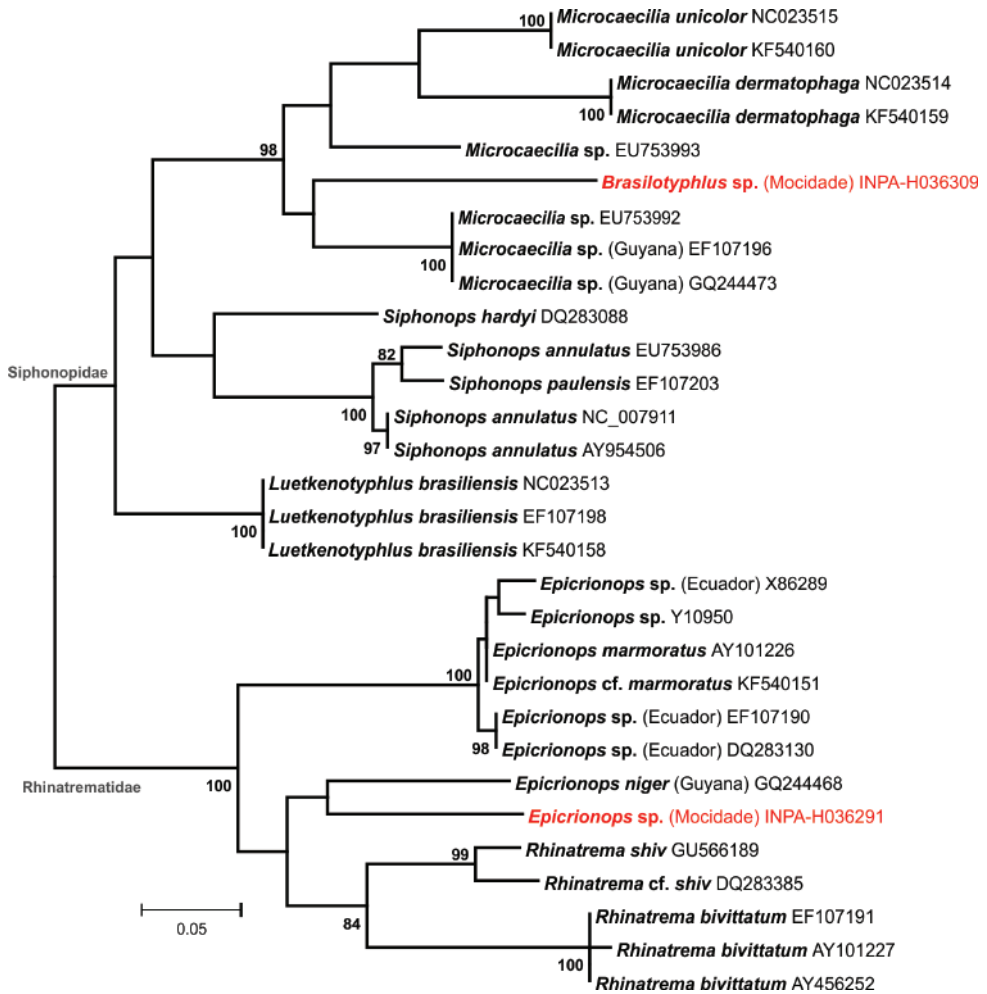 100
Microcaecilia unicolor NC023515
Microcaecilia unicolor KF540160
Microcaecilia dermatophaga NC023514
100
Microcaecilia dermatophaga KF540159
98
Microcaecilia sp. EU753993
Brasilotyphlus sp. (Mocidade) INPA-H036309
Microcaecilia sp. EU753992
Microcaecilia sp. (Guyana) EF107196
100
Microcaecilia sp. (Guyana) GQ244473
Siphonops hardyi DQ283088
82
Siphonops annulatus EU753986
Siphonopidae
Siphonops paulensis EF107203
100
Siphonops annulatus NC_007911
97
Siphonops annulatus AY954506
Luetkenotyphlus brasiliensis NC023513
Luetkenotyphlus brasiliensis EF107198
100
Luetkenotyphlus brasiliensis KF540158
Epicrionops sp. (Ecuador) X86289
Epicrionops sp. Y10950
Epicrionops marmoratus AY101226
100
Epicrionops cf. marmoratus KF540151
Epicrionops sp. (Ecuador) EF107190
98
Epicrionops sp. (Ecuador) DQ283130
Rhinatrematidae
100
Epicrionops niger (Guyana) GQ244468
Epicrionops sp. (Mocidade) INPA-H036291
99
Rhinatrema shiv GU566189
Rhinatrema cf. shiv DQ283385
0.05
84
Rhinatrema bivittatum EF107191
Rhinatrema bivittatum AY101227
100
Rhinatrema bivittatum AY456252